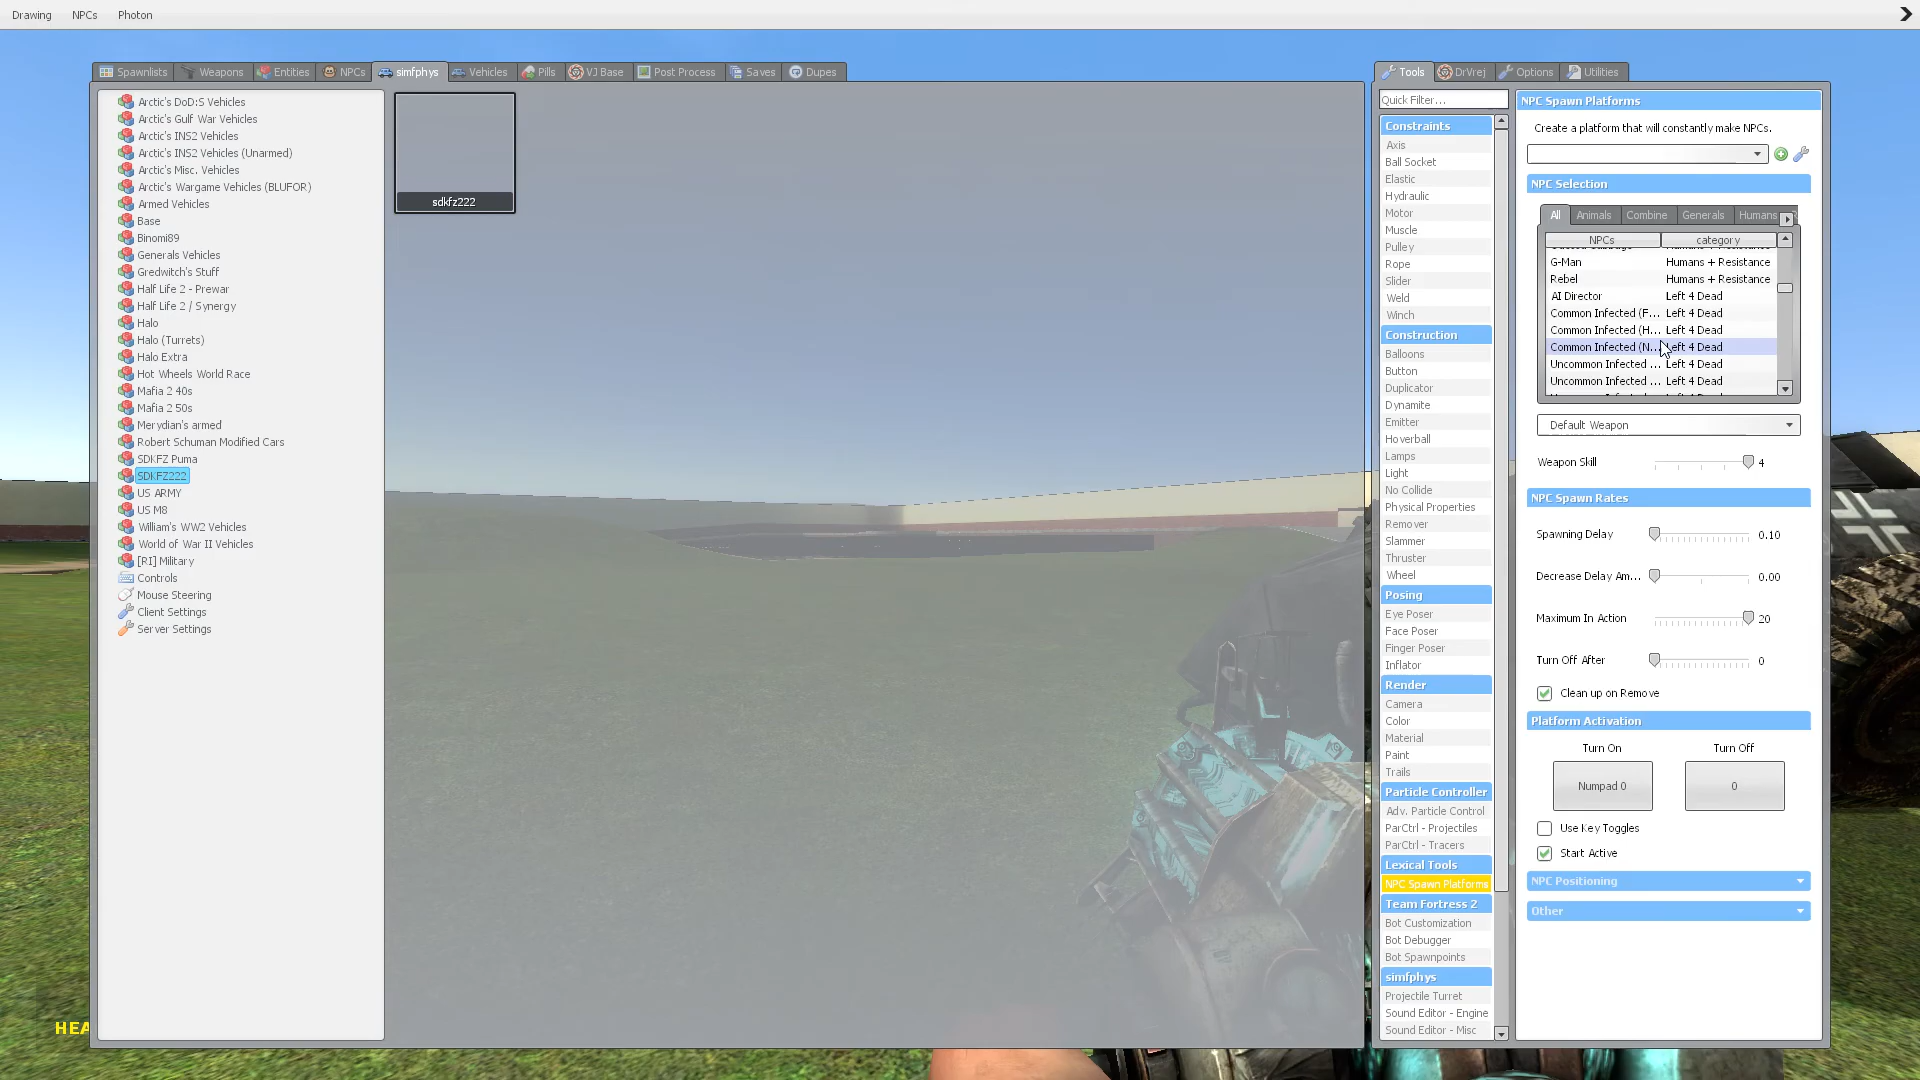 Drawing NPCs Photon
Spawnlists Weapons Entities NPCs simfphys Vehicles Pills VJ Base Post Process Saves Dupes
Arctic's DoD:S Vehicles
Arctic's Gulf War Vehicles
Arctic's INS2 Vehicles
Arctic's INS2 Vehicles (Unarmed)
Arctic's Misc. Vehicles
Arctic's Wargame Vehicles (BLUFOR)
Armed Vehicles
Base
Binomi89
Generals Vehicles
Gredwitch's Stuff
Half Life 2 - Prewar
Half Life 2 / Synergy
Halo
Halo (Turrets)
Halo Extra
Hot Wheels World Race
Mafia 2 40s
Mafia 2 50s
Merydian's armed
Robert Schuman Modified Cars
SDKFZ Puma
SDKFZ222
US ARMY
US M8
William's WW2 Vehicles
World of War II Vehicles
[RI] Military
Controls
Mouse Steering
Client Settings
Server Settings
sdkfz222
HEA
Tools DrVrej Options Utilities
Quick Filter...
Constraints
Axis
Ball Socket
Elastic
Hydraulic
Motor
Muscle
Pulley
Rope
Slider
Weld
Winch
Construction
Balloons
Button
Duplicator
Dynamite
Emitter
Hoverball
Lamps
Light
No Collide
Physical Properties
Remover
Slammer
Thruster
Wheel
Posing
Eye Poser
Face Poser
Finger Poser
Inflator
Render
Camera
Color
Material
Paint
Trails
Particle Controller
Adv. Particle Control
ParCtrl - Projectiles
ParCtrl - Tracers
Lexical Tools
NPC Spawn Platforms
Team Fortress 2
Bot Customization
Bot Debugger
Bot Spawnpoints
simfphys
Projectile Turret
Sound Editor - Engine
Sound Editor - Misc
NPC Spawn Platforms
Create a platform that will constantly make NPCs.
NPC Selection
All Animals Combine Generals Humans
NPCs category
G-Man Humans + Resistance
Rebel Humans + Resistance
AI Director Left 4 Dead
Common Infected (F... Left 4 Dead
Common Infected (H... Left 4 Dead
Common Infected (N... Left 4 Dead
Uncommon Infected ... Left 4 Dead
Uncommon Infected ... Left 4 Dead
Default Weapon
Weapon Skill 4
NPC Spawn Rates
Spawning Delay 0.10
Decrease Delay Am... 0.00
Maximum In Action 20
Turn Off After 0
Clean up on Remove
Platform Activation
Turn On Turn Off
Numpad 0 0
Use Key Toggles
Start Active
NPC Positioning
Other